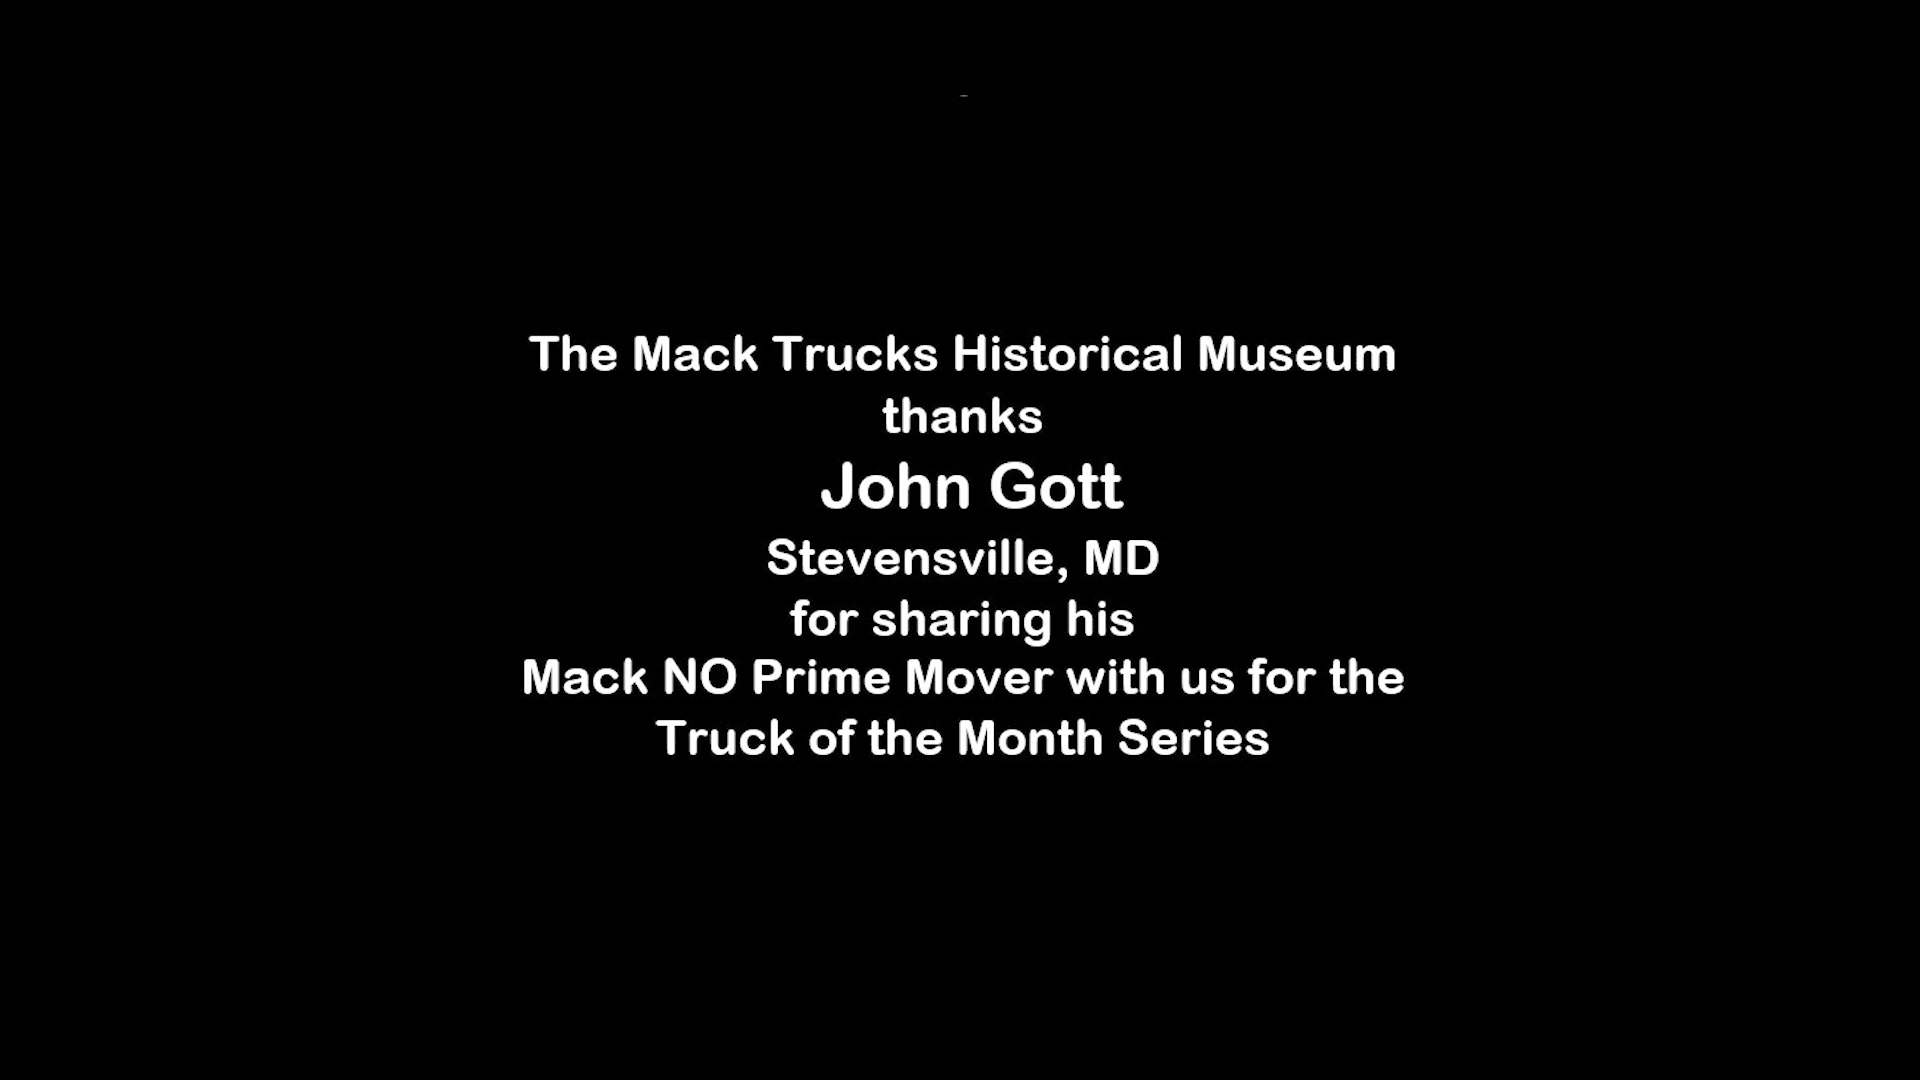 The Mack Trucks Historical Museum
thanks
John Gott
Stevensville, MD
for sharing his
Mack NO Prime Mover with us for the
Truck of the Month Series